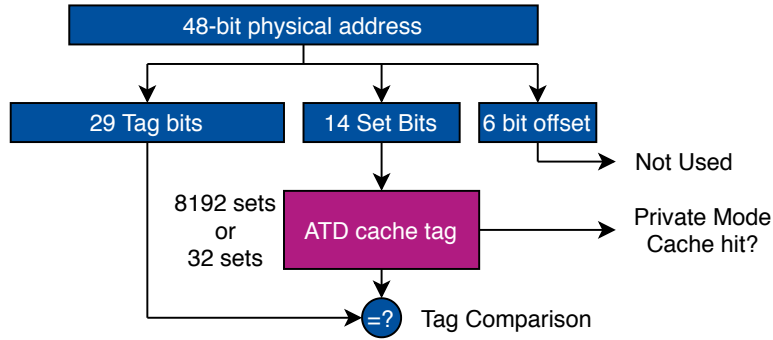 48-bit physical address
29 Tag bits
14 Set Bits
6 bit offset
Not Used
8192 sets
or
32 sets
ATD cache tag
Private Mode
Cache hit?
=?
Tag Comparison